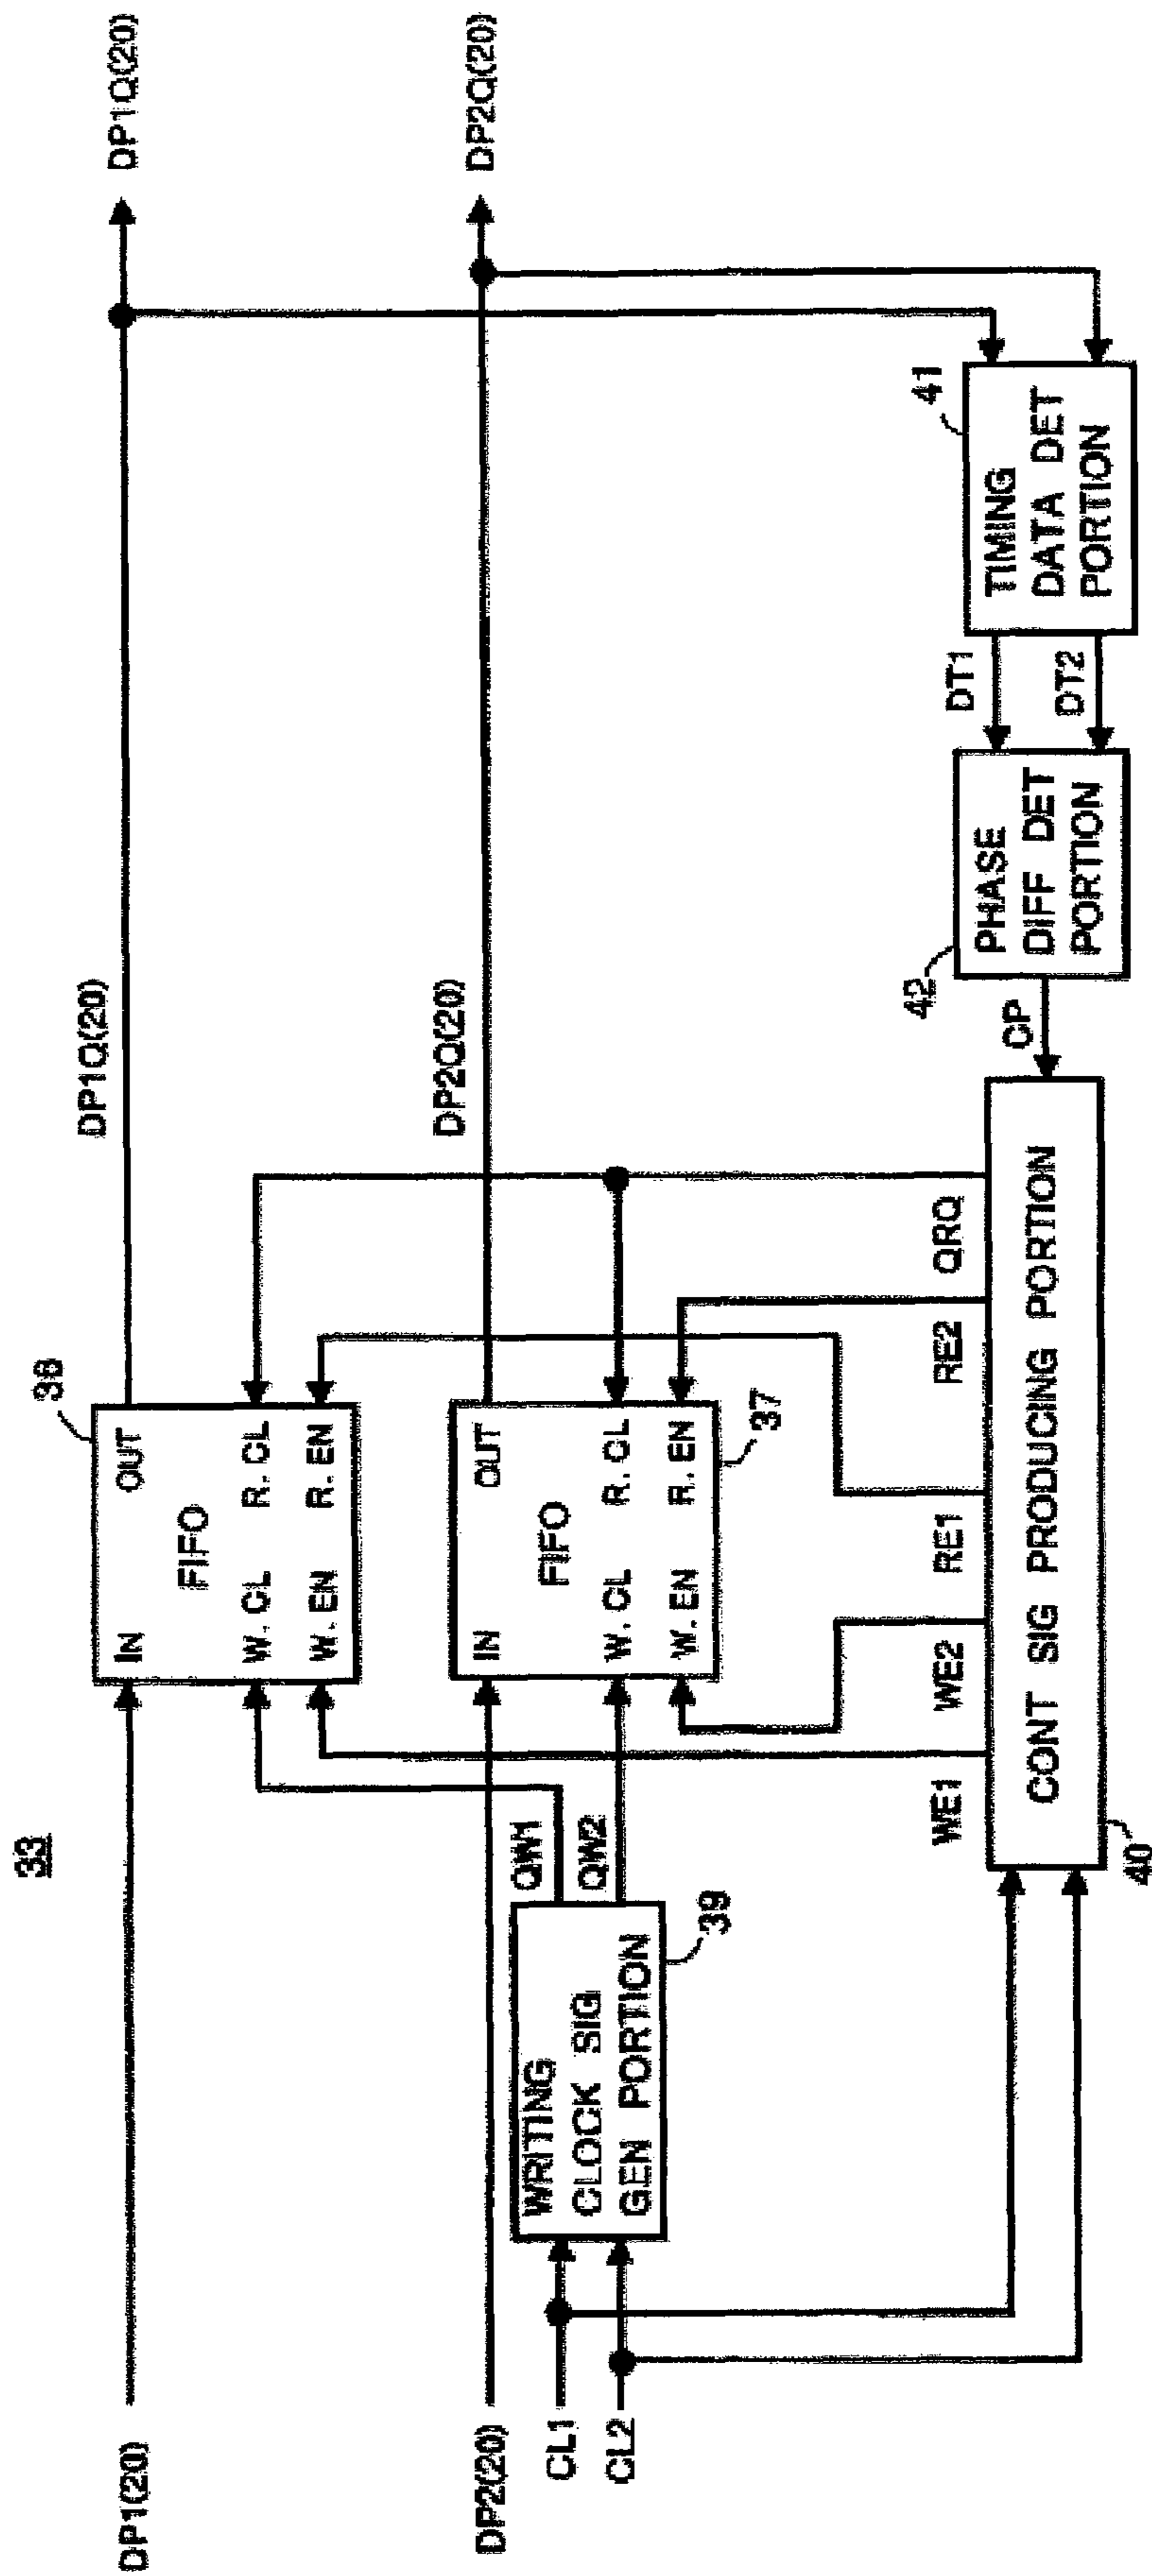 33
DP1(20)
IN
OUT
FIFO
W. CL
R. CL
W. EN
R. EN
38
DP1Q(20)
DP1Q(20)
DP2(20)
IN
OUT
FIFO
W. CL
R. CL
W. EN
R. EN
37
DP2Q(20)
DP2Q(20)
CL1
CL2
WRITING
CLOCK SIG
GEN PORTION
39
QW1
QW2
WE1
WE2
RE1
RE2
QRQ
CONT SIG PRODUCING PORTION
40
CP
42
PHASE
DIFF DET
PORTION
DT1
DT2
41
TIMING
DATA DET
PORTION